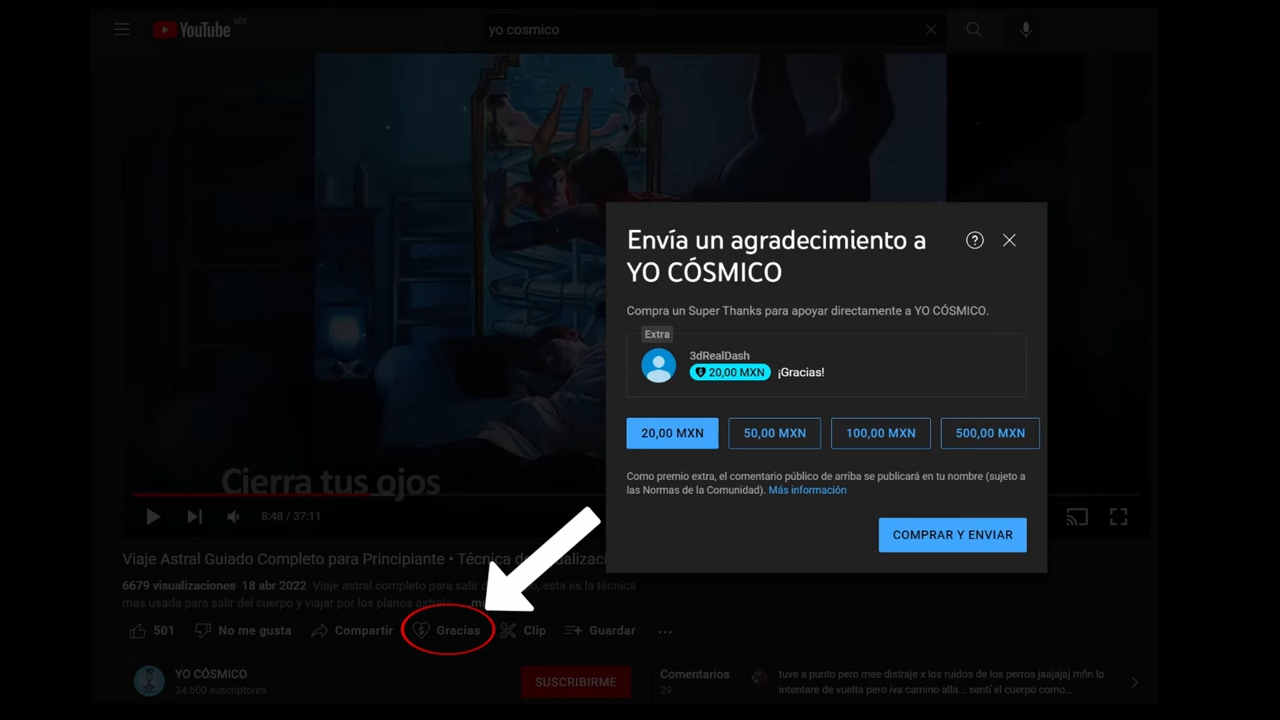 YouTube MX
yo cosmico
Envía un agradecimiento a
YO CÓSMICO
Compra un Super Thanks para apoyar directamente a YO CÓSMICO.
Extra
3dRealDash
20,00 MXN ¡Gracias!
20,00 MXN
50,00 MXN
100,00 MXN
500,00 MXN
Como premio extra, el comentario público de arriba se publicará en tu nombre (sujeto a
las Normas de la Comunidad). Más información
COMPRAR Y ENVIAR
Cierra tus ojos
8:48 / 37:11
Viaje Astral Guiado Completo para Principiante • Técnica de
6679 visualizaciones 18 abr 2022 Viaje astral completo para salir esta es la técnica
mas usada para salir del cuerpo y viajar por los planos
501
No me gusta
Compartir
Gracias
Clip
Guardar
YO CÓSMICO
34.600 suscriptores
SUSCRIBIRME
Comentarios
29
tuve a punto pero mee distraje x los ruidos de los perros jaajajaj mñn lo
intentare de vuelta pero iva camino alla... sentí el cuerpo como...